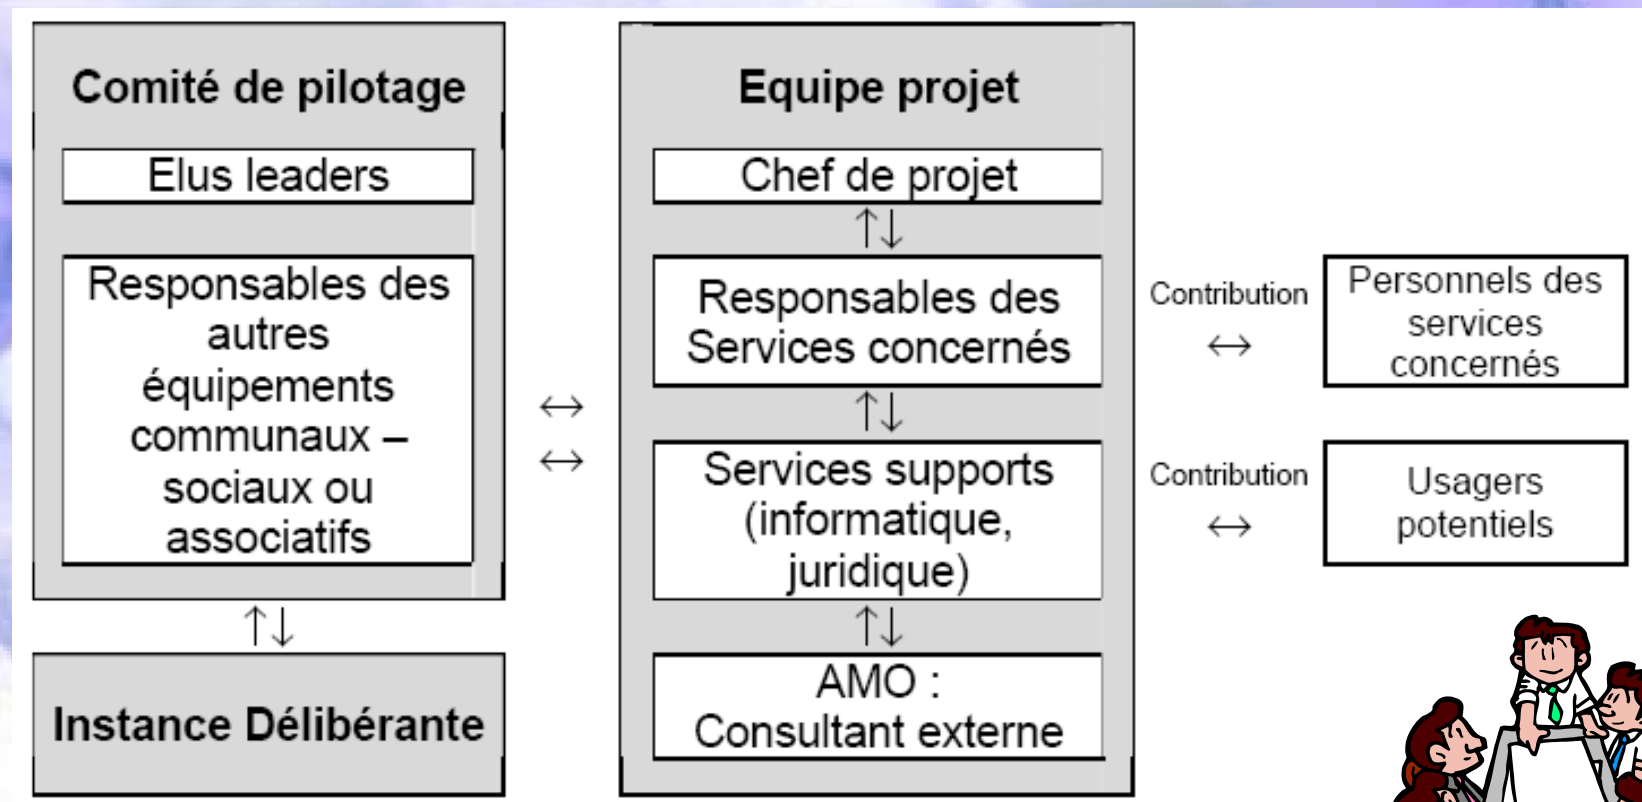 Comité de pilotage
Elus leaders
Responsables des
autres
équipements
communaux –
sociaux ou
associatifs
↑↓
Instance Délibérante
↔
↔
Equipe projet
Chef de projet
↑↓
Responsables des
Services concernés
↑↓
Services supports
(informatique,
juridique)
↑↓
AMO :
Consultant externe
Contribution
↔
Personnels des
services
concernés
Contribution
↔
Usagers
potentiels